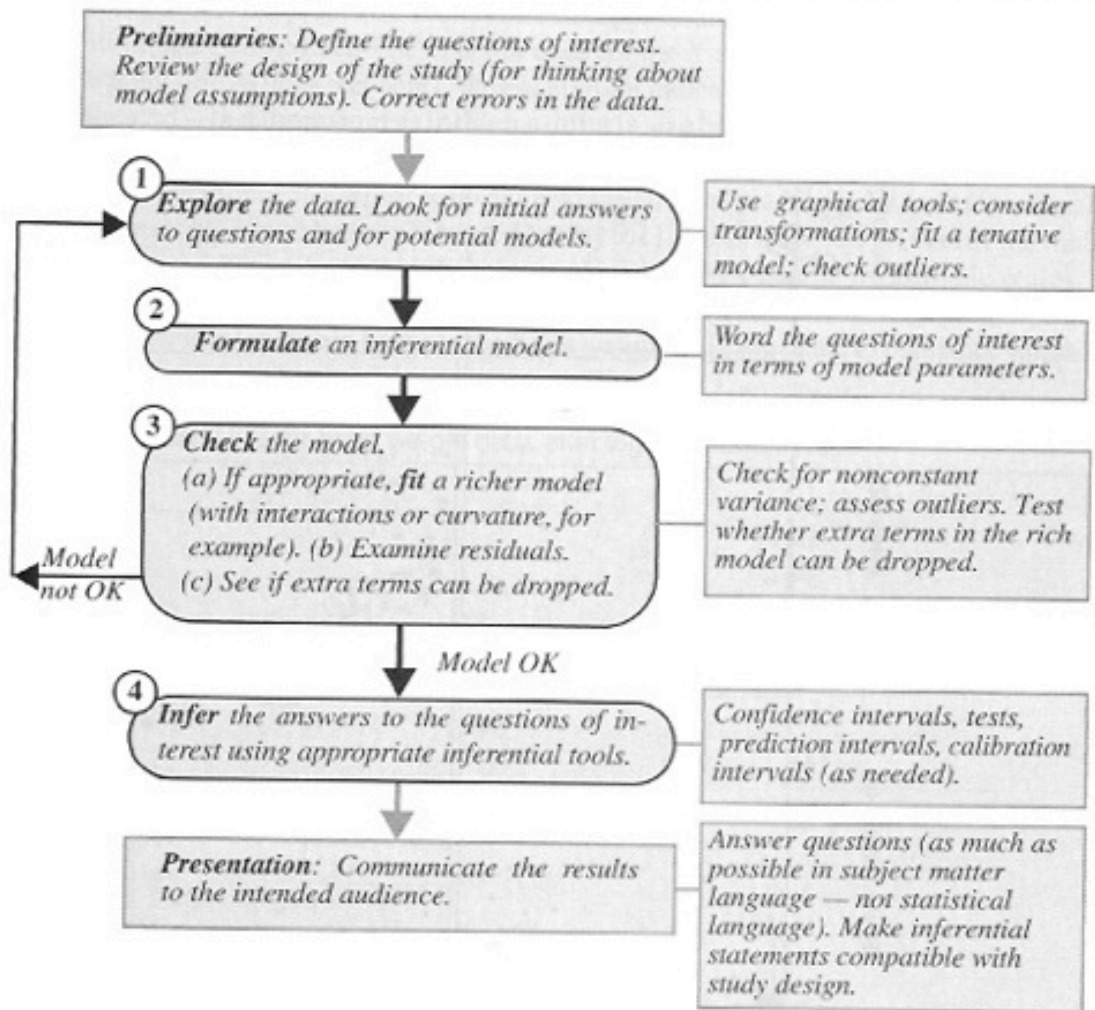 Preliminaries: Define the questions of interest.
Review the design of the study (for thinking about
model assumptions). Correct errors in the data.
1
Explore the data. Look for initial answers
to questions and for potential models.
Use graphical tools; consider
transformations; fit a tenative
model; check outliers.
2
Formulate an inferential model.
Word the questions of interest
in terms of model parameters.
3
Check the model.
(a) If appropriate, fit a richer model
(with interactions or curvature, for
example). (b) Examine residuals.
(c) See if extra terms can be dropped.
Check for nonconstant
variance; assess outliers. Test
whether extra terms in the rich
model can be dropped.
Model
not OK
Model OK
4
Infer the answers to the questions of in-
terest using appropriate inferential tools.
Confidence intervals, tests,
prediction intervals, calibration
intervals (as needed).
Presentation: Communicate the results
to the intended audience.
Answer questions (as much as
possible in subject matter
language — not statistical
language). Make inferential
statements compatible with
study design.